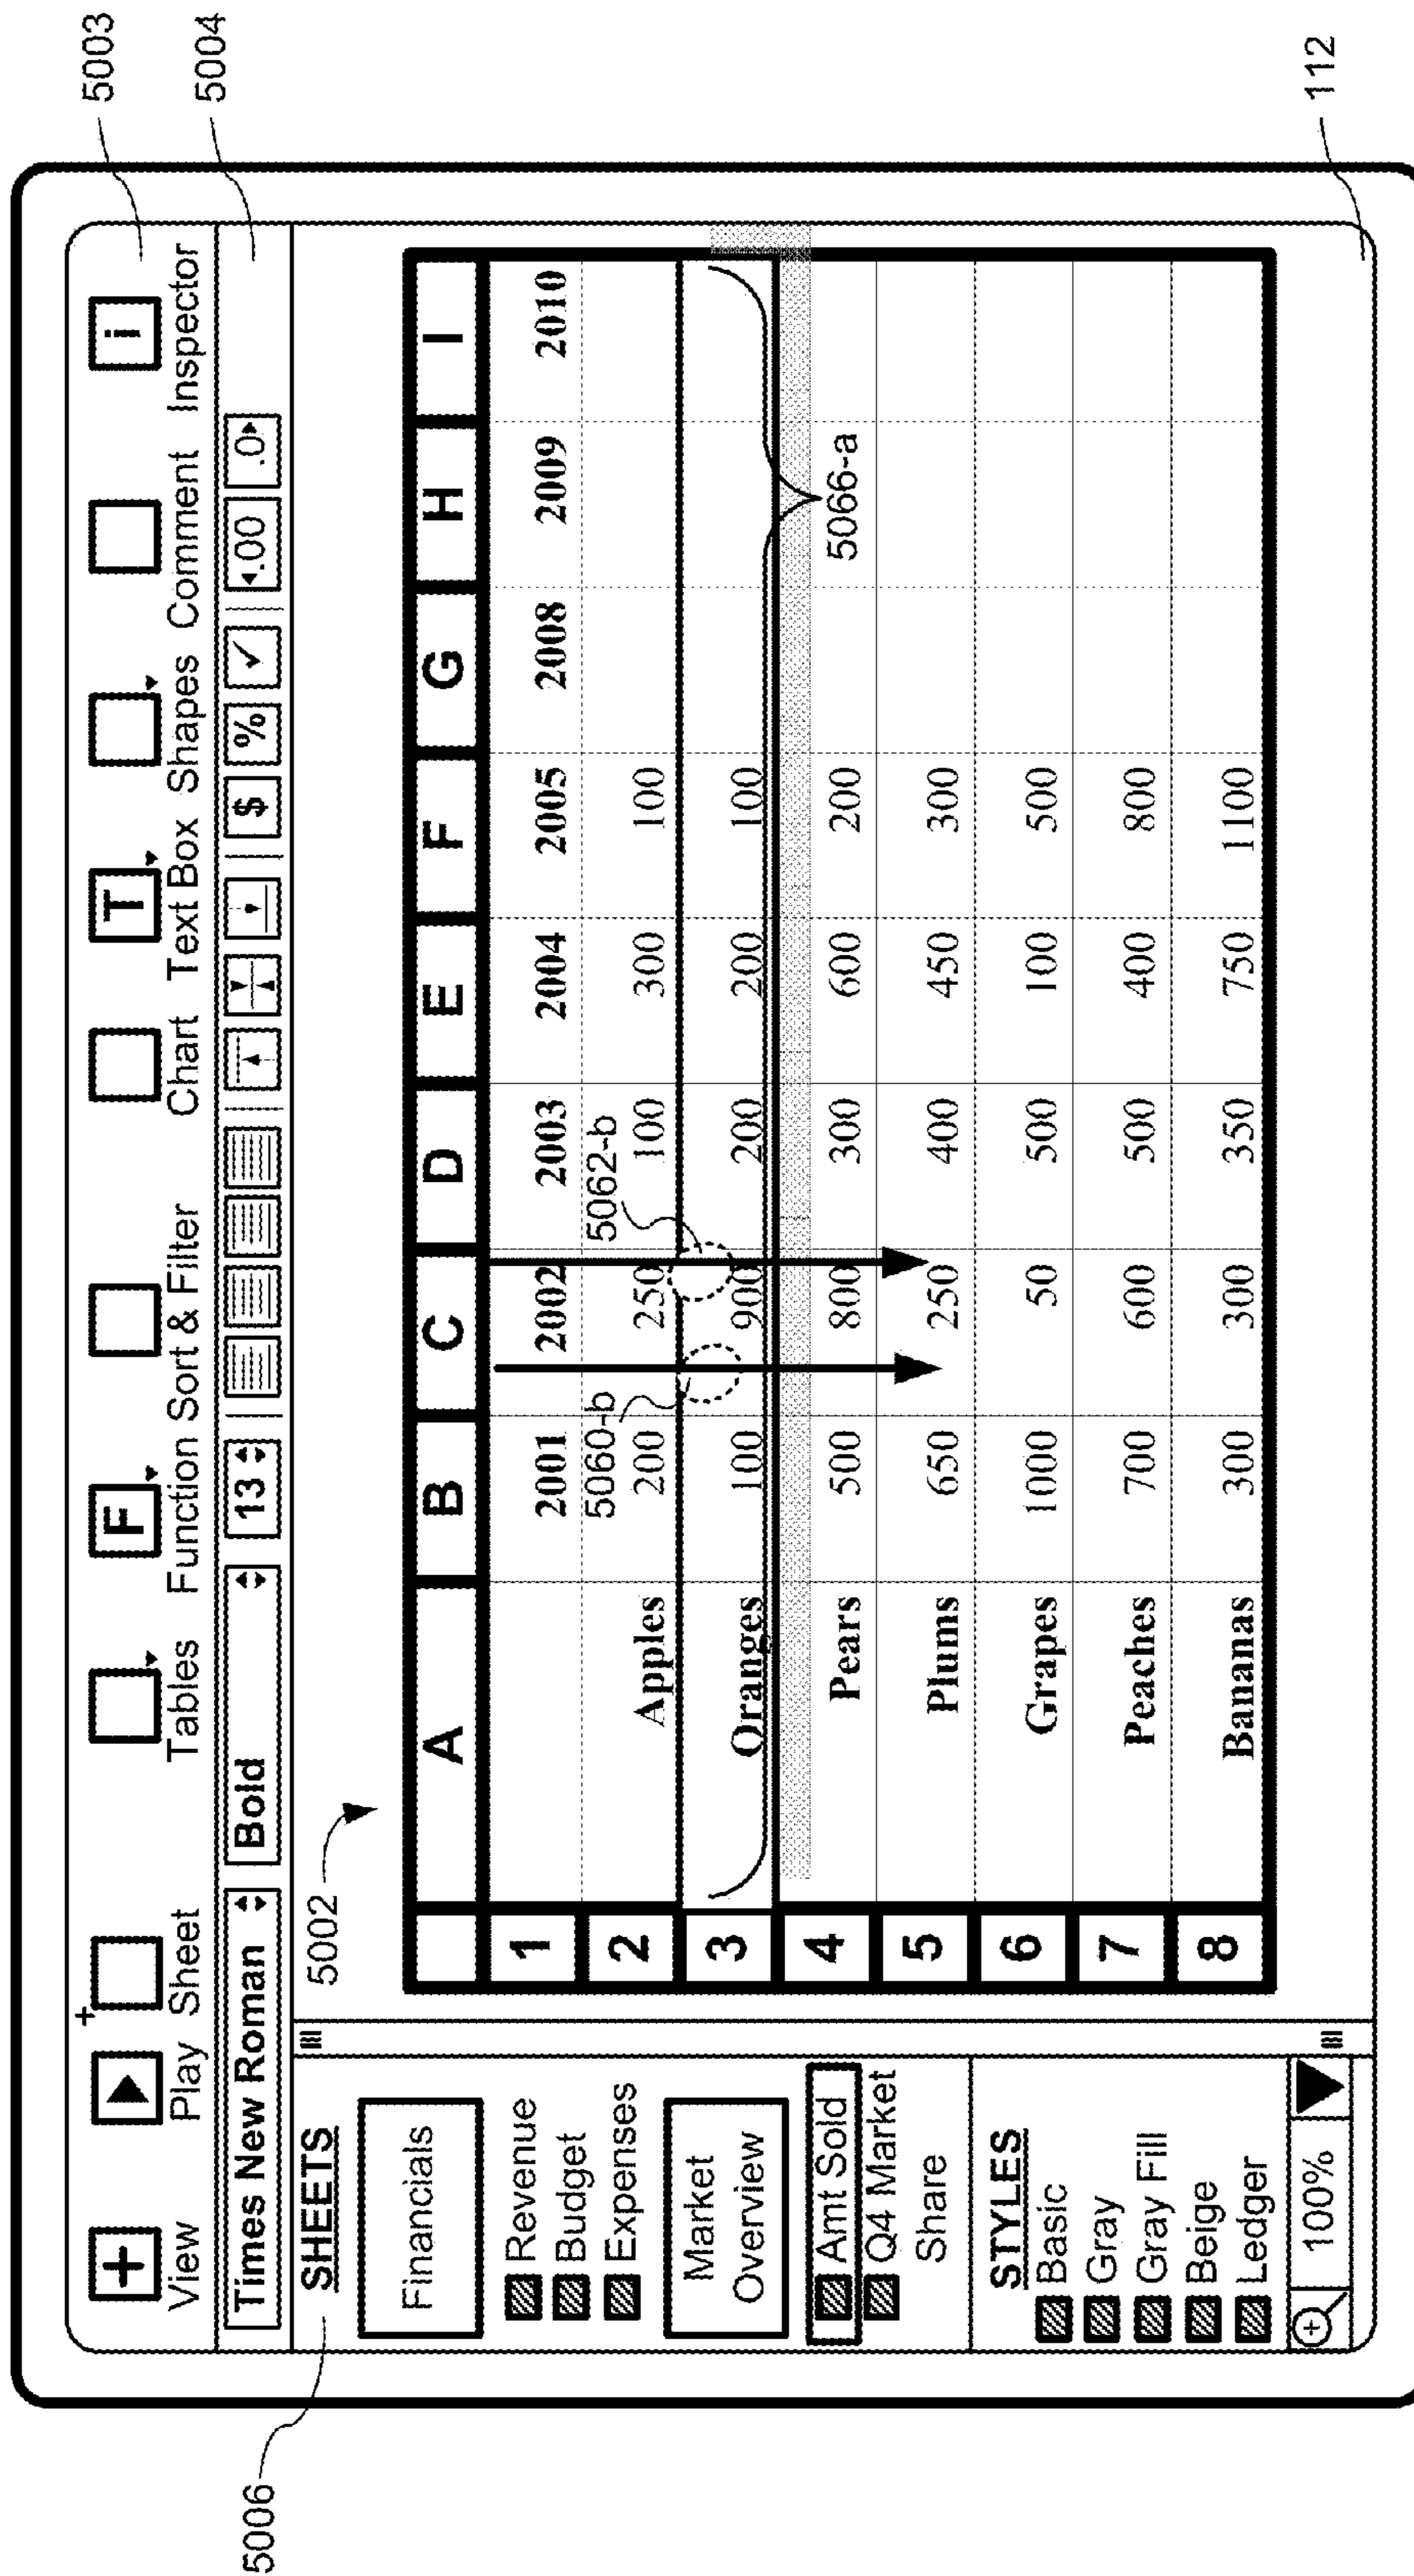 5003
5004
View Play Sheet Tables Function Sort & Filter Chart Text Box Shapes Comment Inspector
+ + F T i
Times New Roman Bold 13 $ % ✓ .00 .0
5006
SHEETS
Financials
Revenue
Budget
Expenses
Market
Overview
Amt Sold
Q4 Market
Share
STYLES
Basic
Gray
Gray Fill
Beige
Ledger
100%
5002
A B C D E F G H I
1 2001 2002 2003 2004 2005 2008 2009 2010
5060-b 5062-b
2 Apples 200 250 100 300 100
3 Oranges 100 900 200 200 100
5066-a
4 Pears 500 800 300 600 200
5 Plums 650 250 400 450 300
6 Grapes 1000 50 500 100 500
7 Peaches 700 600 500 400 800
8 Bananas 300 300 350 750 1100
112